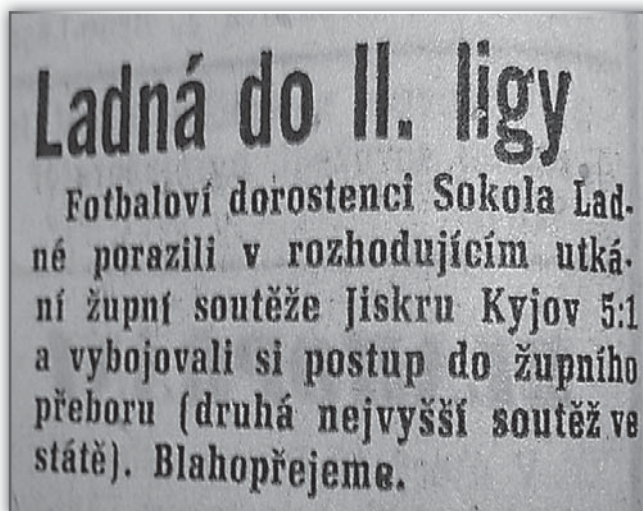 Ladná do II. ligy
Fotbaloví dorostenci Sokola Lad-
né porazili v rozhodujícím utká-
ní župní soutěže Jiskru Kyjov 5:1
a vybojovali si postup do župního
přeboru (druhá nejvyšší soutěž ve
státě). Blahopřejeme.